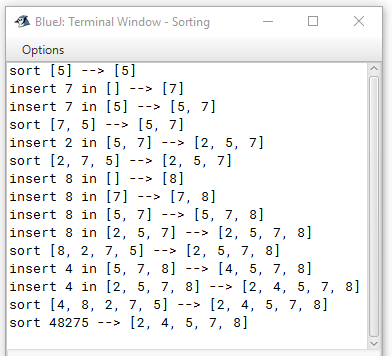 BlueJ: Terminal Window - Sorting
Options
sort [5] --> [5]
insert 7 in [] --> [7]
insert 7 in [5] --> [5, 7]
sort [7, 5] --> [5, 7]
insert 2 in [5, 7] --> [2, 5, 7]
sort [2, 7, 5] --> [2, 5, 7]
insert 8 in [] --> [8]
insert 8 in [7] --> [7, 8]
insert 8 in [5, 7] --> [5, 7, 8]
insert 8 in [2, 5, 7] --> [2, 5, 7, 8]
sort [8, 2, 7, 5] --> [2, 5, 7, 8]
insert 4 in [5, 7, 8] --> [4, 5, 7, 8]
insert 4 in [2, 5, 7, 8] --> [2, 4, 5, 7, 8]
sort [4, 8, 2, 7, 5] --> [2, 4, 5, 7, 8]
sort 48275 --> [2, 4, 5, 7, 8]